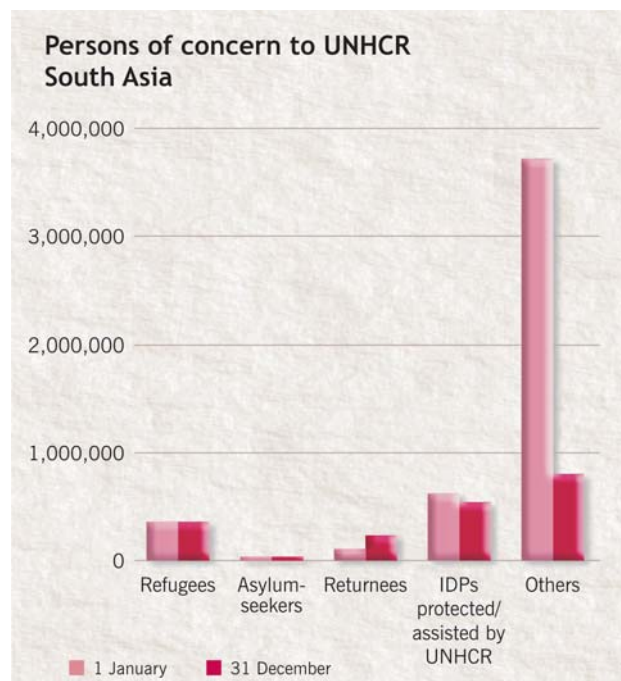 Persons of concern to UNHCR
South Asia
4,000,000
3,000,000
2,000,000
1,000,000
0
Refugees
Asylum-
seekers
Returnees
IDPs
protected/
assisted by
UNHCR
Others
1 January
31 December